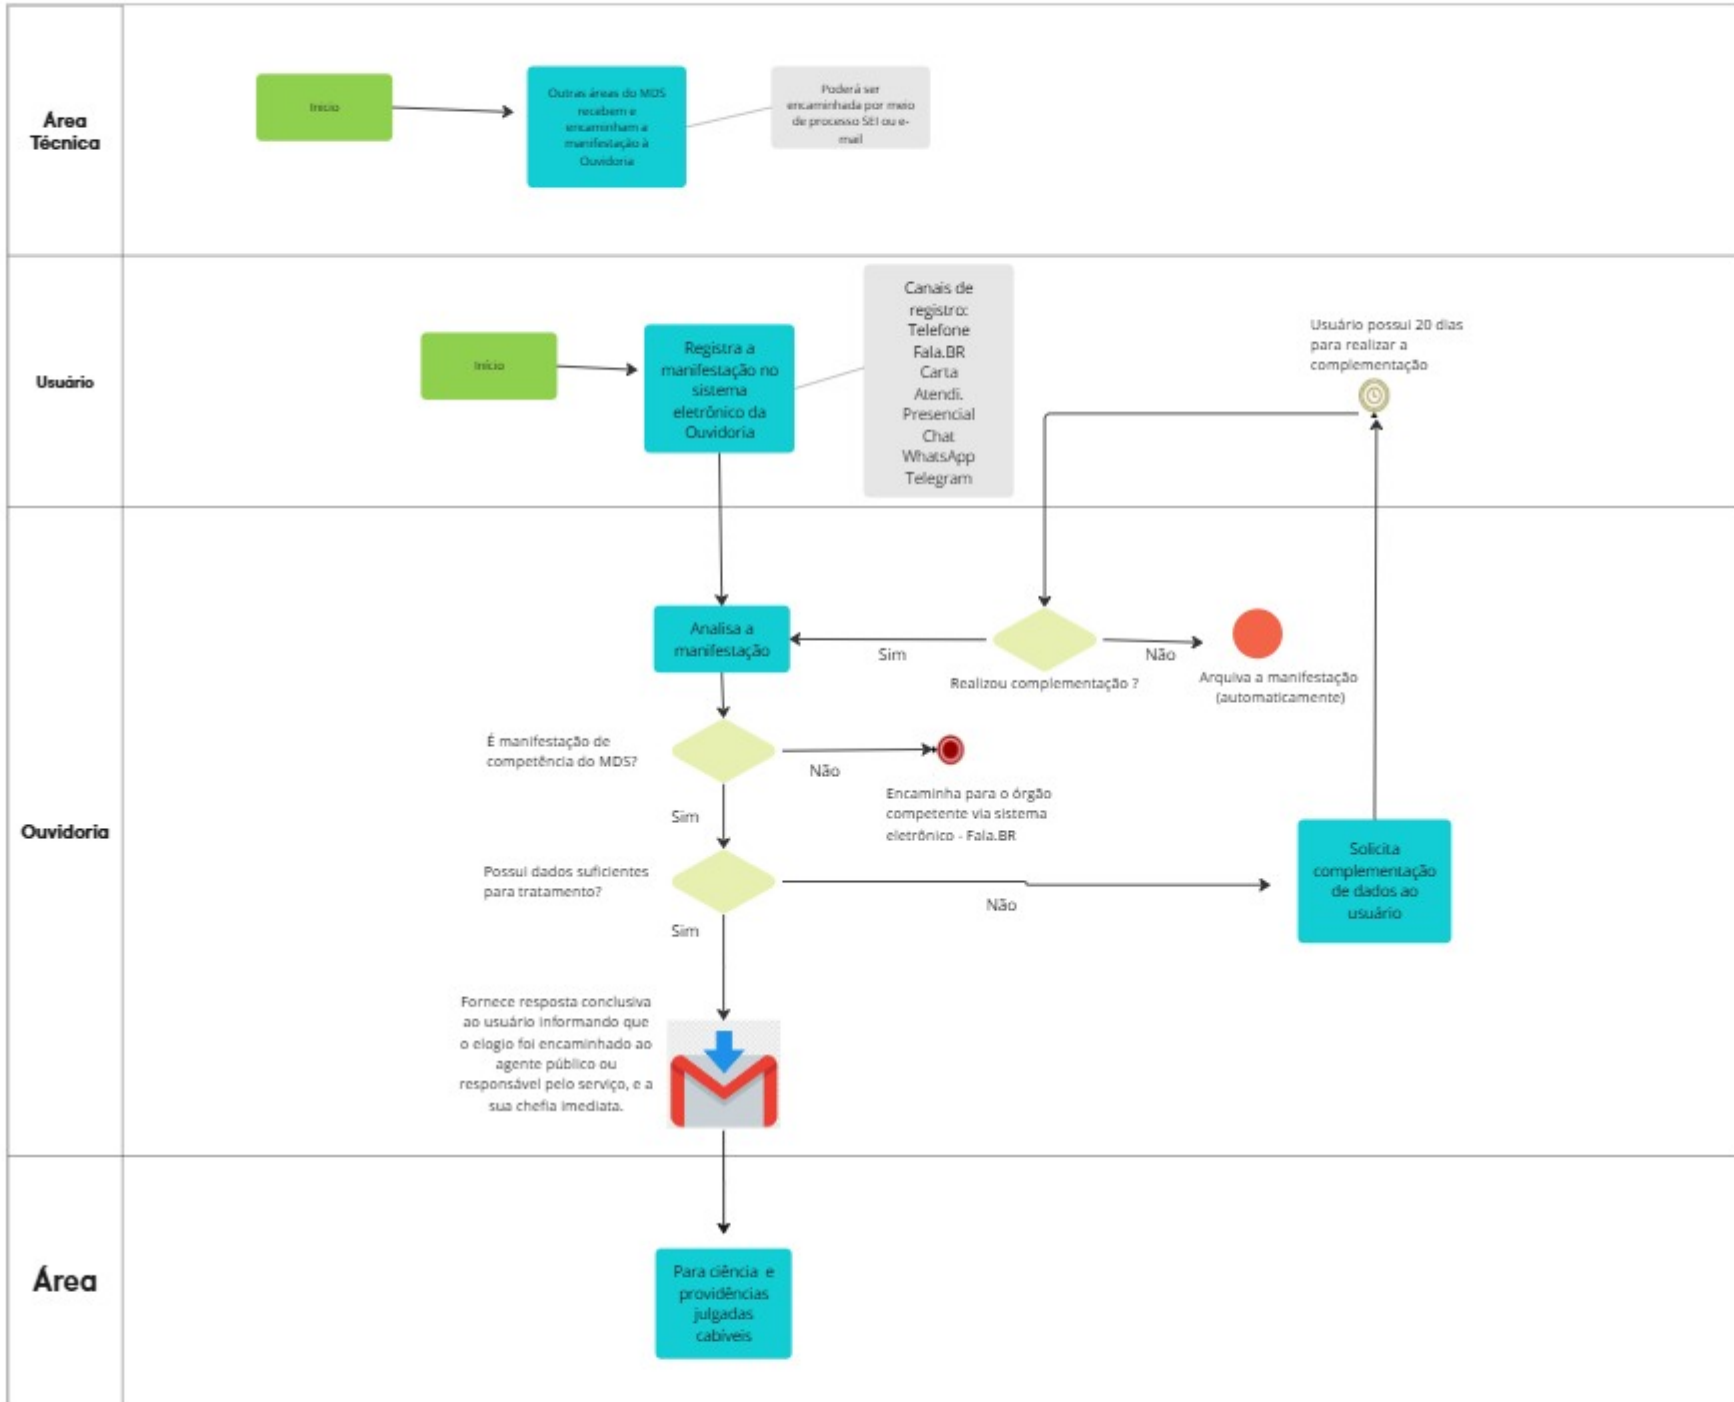 Área
Técnica
Início
Outras áreas do MDS
recebem e
encaminham a
manifestação à
Ouvidoria
Poderá ser
encaminhada por meio
de processo SEI ou e-
mail
Usuário
Início
Registra a
manifestação no
sistema
eletrônico da
Ouvidoria
Canais de
registro:
Telefone
Fala.BR
Carta
Atendi.
Presencial
Chat
WhatsApp
Telegram
Usuário possui 20 dias
para realizar a
complementação
Ouvidoria
Analisa a
manifestação
Sim
Realizou complementação ?
Não
Arquiva a manifestação
(automaticamente)
É manifestação de
competência do MDS?
Não
Encaminha para o órgão
competente via sistema
eletrônico - Fala.BR
Sim
Possui dados suficientes
para tratamento?
Não
Solicita
complementação
de dados ao
usuário
Sim
Fornece resposta conclusiva
ao usuário informando que
o elogio foi encaminhado ao
agente público ou
responsável pelo serviço, e a
sua chefia imediata.
Área
Para ciência e
providências
julgadas
cabíveis